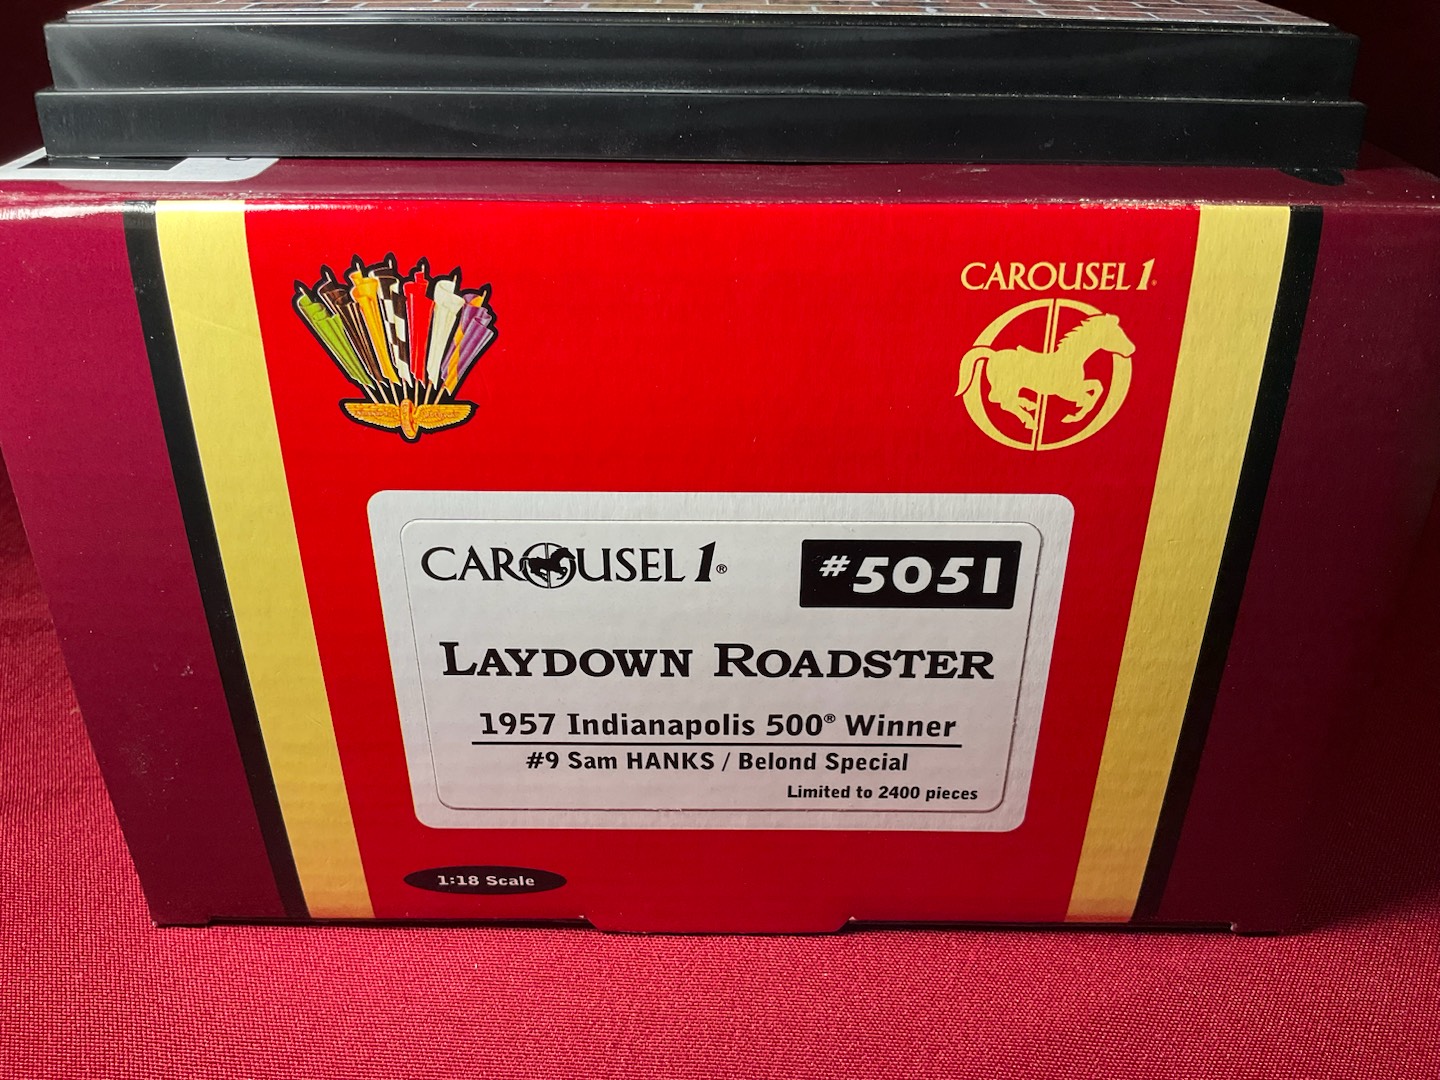 CAROUSEL 1
CAROUSEL 1®
#5051
LAYDOWN ROADSTER
1957 Indianapolis 500® Winner
#9 Sam HANKS / Belond Special
Limited to 2400 pieces
1:18 Scale